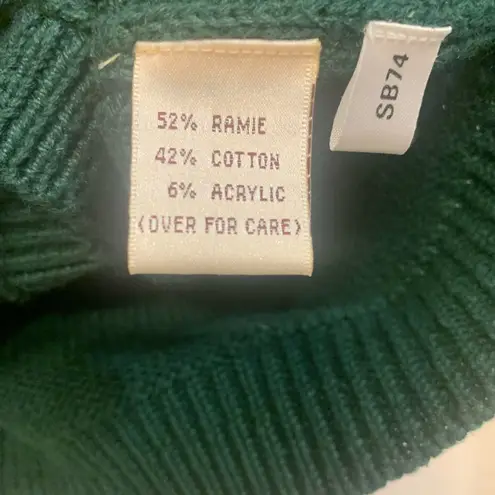 52% RAMIE
42% COTTON
6% ACRYLIC
(OVER FOR CARE)
SB74